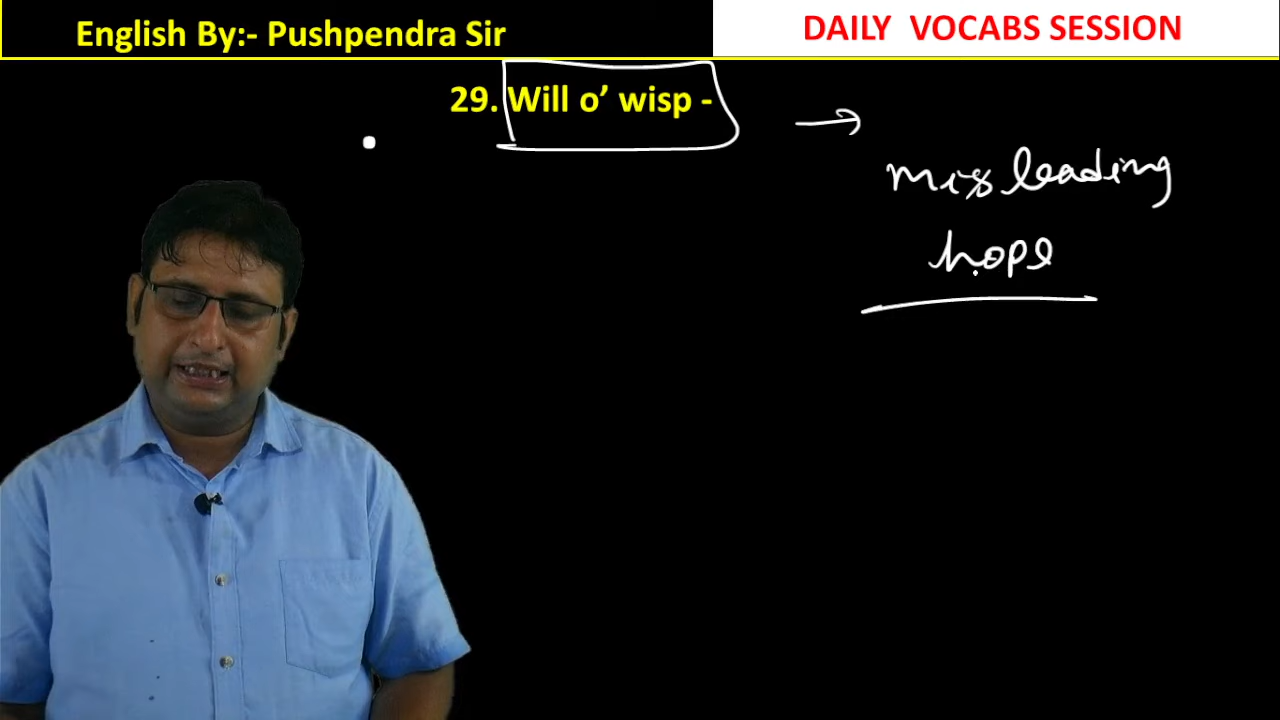 English By:- Pushpendra Sir
DAILY VOCABS SESSION
29. Will o’ wisp -
misleading
hope